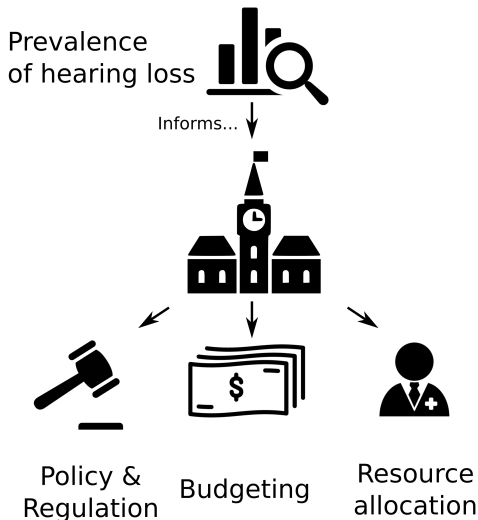 Prevalence
of hearing loss
Informs...
$
Policy &
Regulation
Budgeting
Resource
allocation